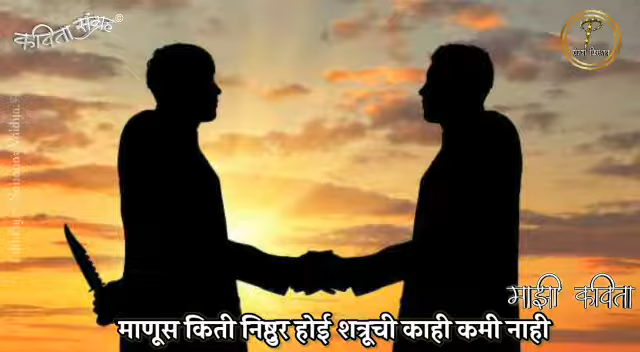 कविता संग्रह©
माझी कविता
माणूस किती निष्ठुर होई शत्रूची काही कमी नाही